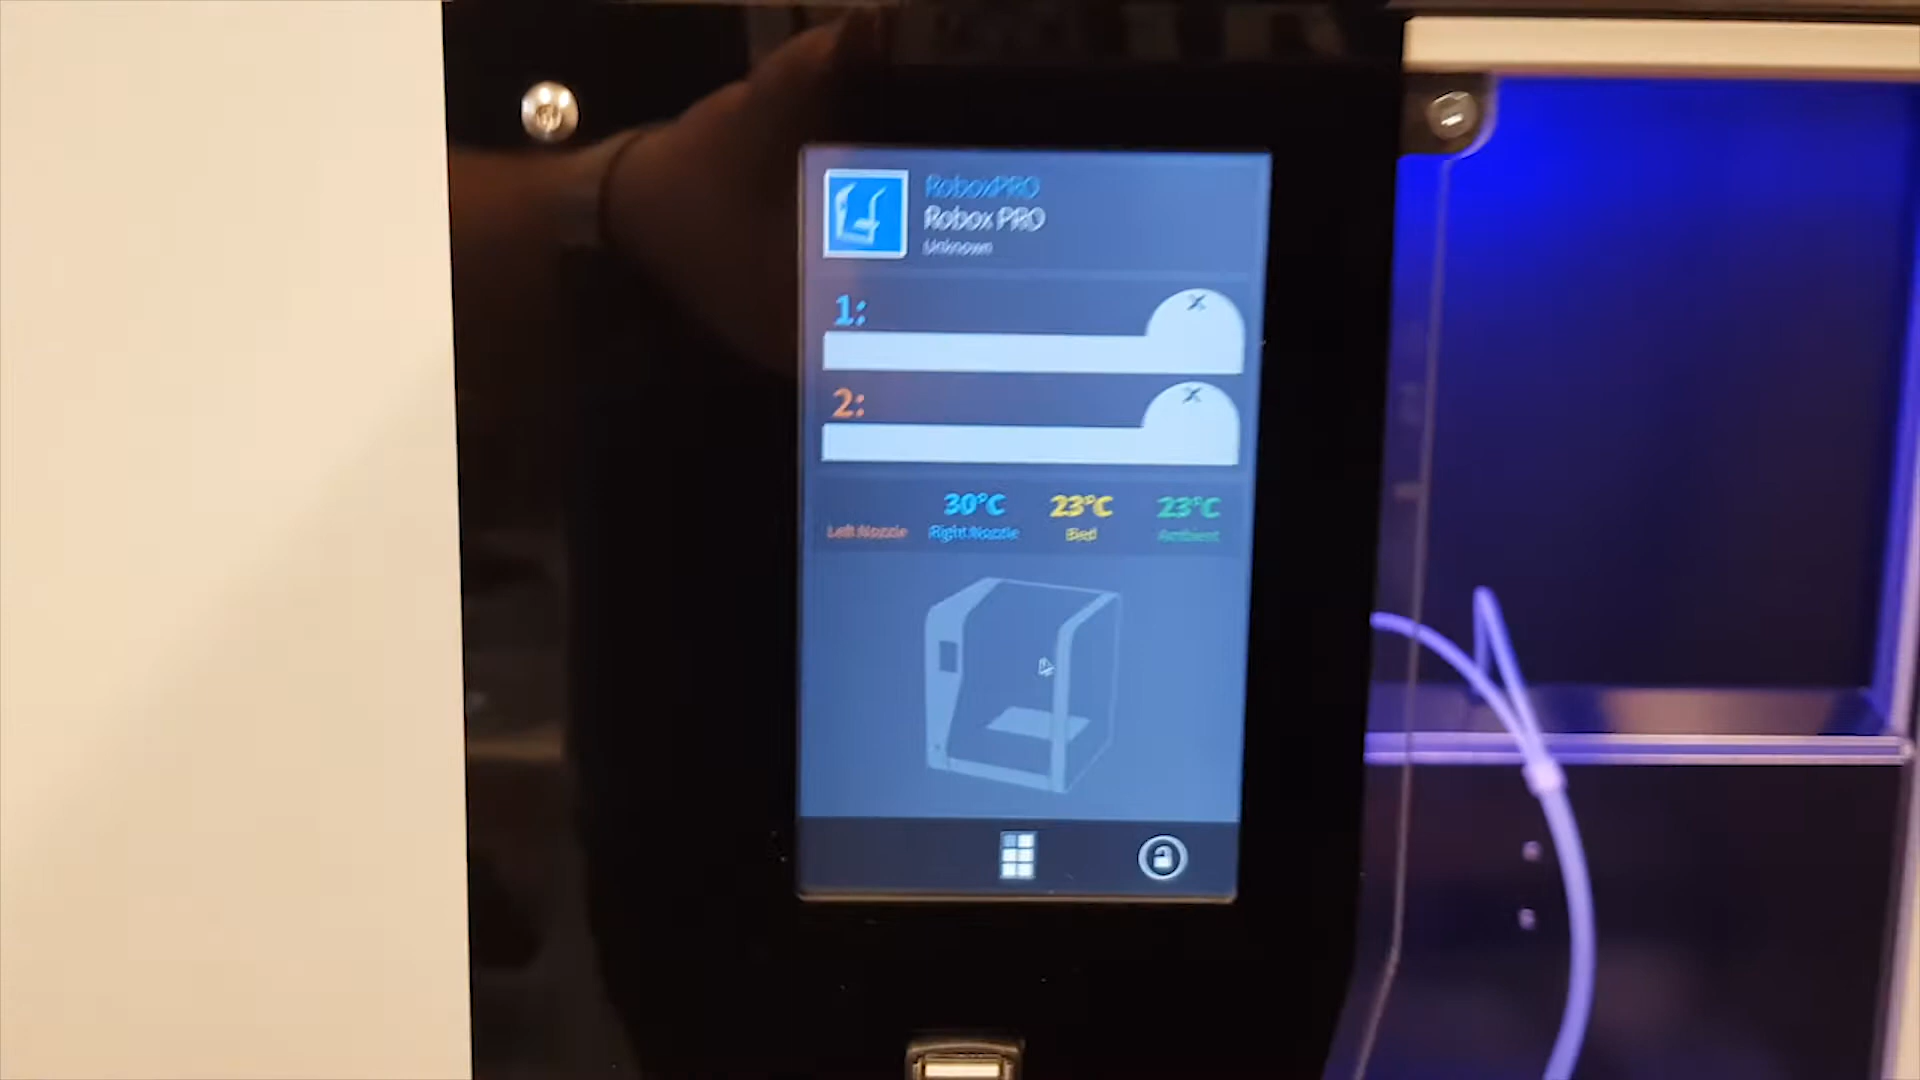 RoboxPRO
Robox PRO
Unknown
1:
X
2:
X
30°C 23°C 23°C
Left Nozzle Right Nozzle Bed Ambient